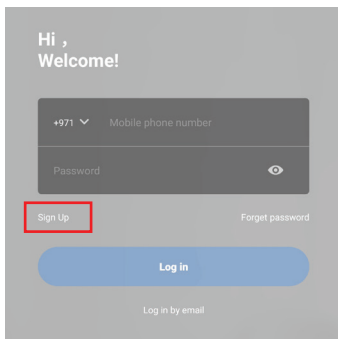 Hi ，
Welcome!
+971 Mobile phone number
Password
Sign Up Forget password
Log in
Log in by email